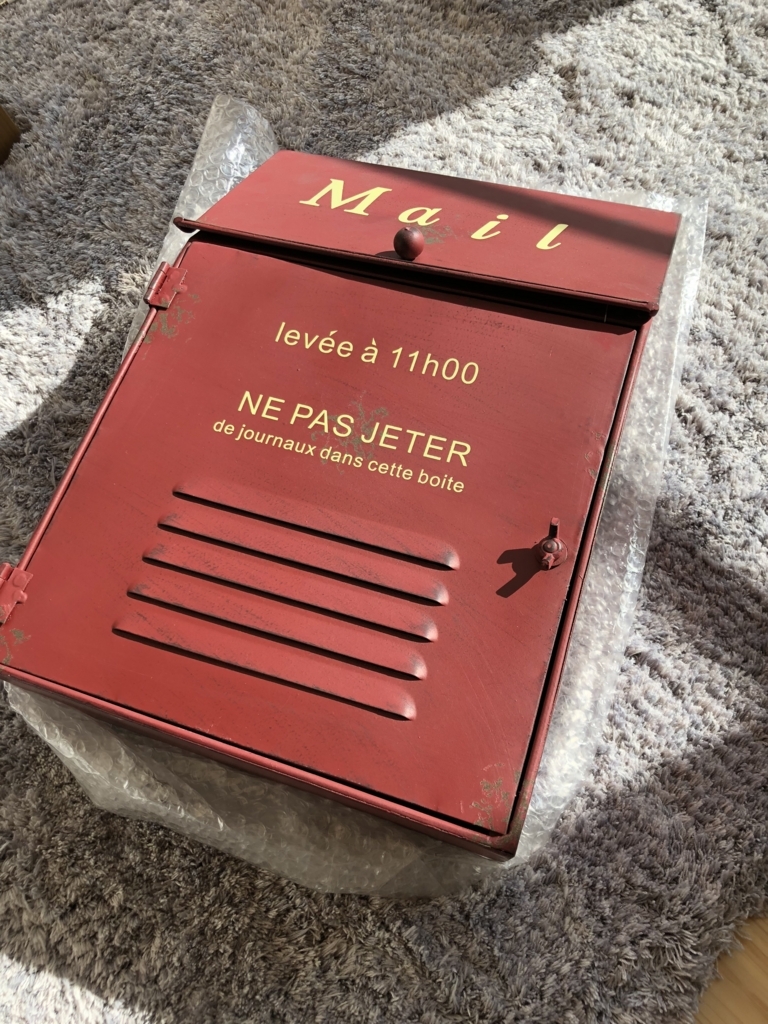 Mail
levée à 11h00
NE PAS JETER
de journaux dans cette boite